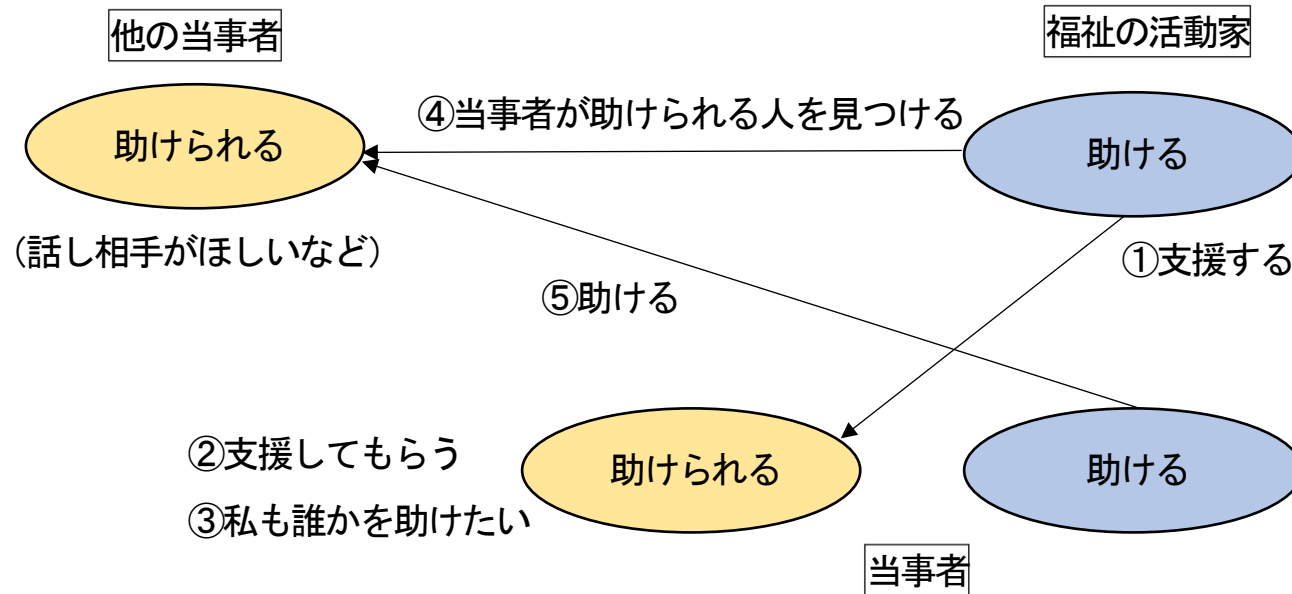 他の当事者
福祉の活動家
④当事者が助けられる人を見つける
助けられる
助ける
（話し相手がほしいなど）
①支援する
⑤助ける
②支援してもらう
助けられる
助ける
③私も誰かを助けたい
当事者